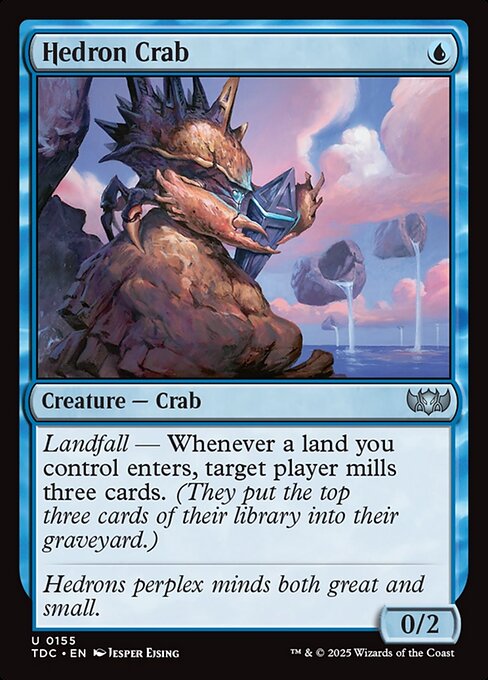 Hedron Crab
Creature — Crab
Landfall — Whenever a land you
control enters, target player mills
three cards. (They put the top
three cards of their library into their
graveyard.)
Hedrons perplex minds both great and
small.
0/2
U 0155
TDC • EN Jesper Ejsing
™ & © 2025 Wizards of the Coast